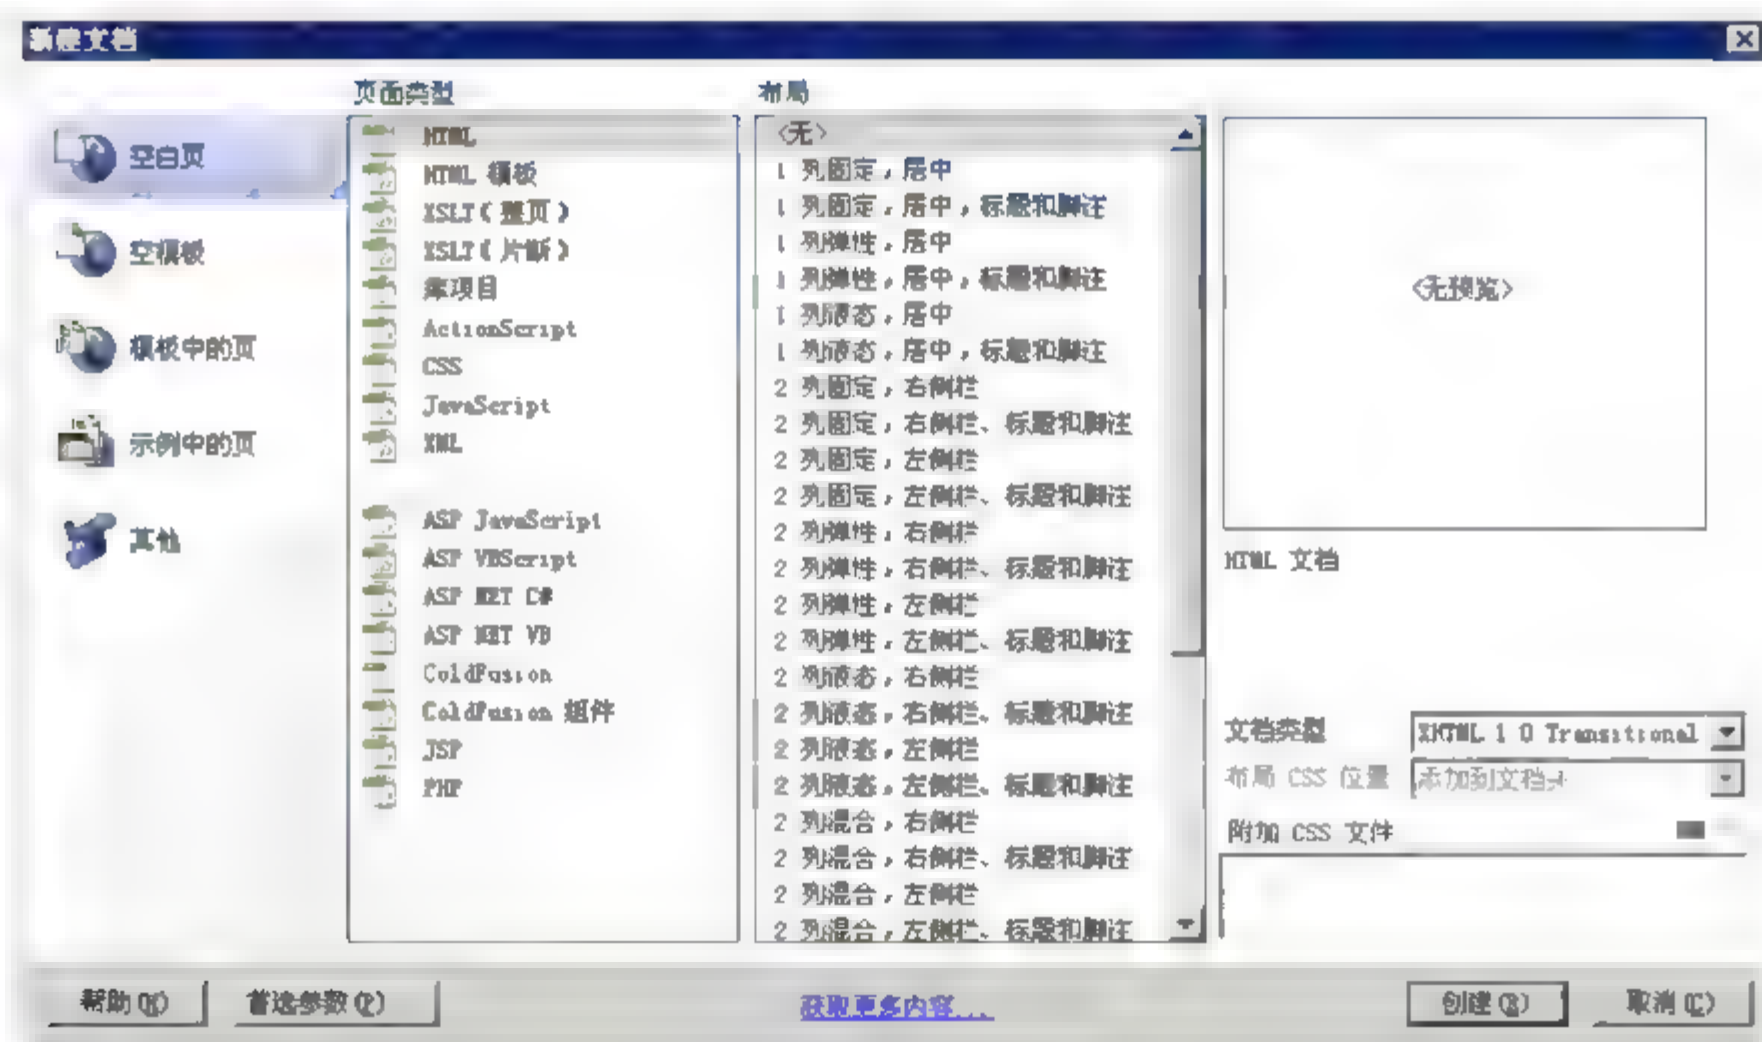 新建文档
空白页
空模板
模板中的页
示例中的页
其他
页面类型
HTML
HTML 模板
XSLT(整页)
XSLT(片断)
库项目
ActionScript
CSS
JavaScript
XML
ASP JavaScript
ASP VBScript
ASP NET C#
ASP NET VB
ColdFusion
ColdFusion 组件
JSP
PHP
布局
<无>
1 列固定,居中
1 列固定,居中,标题和脚注
1 列弹性,居中
1 列弹性,居中,标题和脚注
1 列液态,居中
1 列液态,居中,标题和脚注
2 列固定,右侧栏
2 列固定,右侧栏、标题和脚注
2 列固定,左侧栏
2 列固定,左侧栏、标题和脚注
2 列弹性,右侧栏
2 列弹性,右侧栏、标题和脚注
2 列弹性,左侧栏
2 列弹性,左侧栏、标题和脚注
2 列液态,右侧栏
2 列液态,右侧栏、标题和脚注
2 列液态,左侧栏
2 列液态,左侧栏、标题和脚注
2 列混合,右侧栏
2 列混合,右侧栏、标题和脚注
2 列混合,左侧栏
2 列混合,左侧栏、标题和脚注
<无预览>
HTML 文档
文档类型 XHTML 1 0 Transitional
布局 CSS 位置 添加到文档头
附加 CSS 文件
帮助(H) 首选参数(P) 获取更多内容... 创建(R) 取消(C)